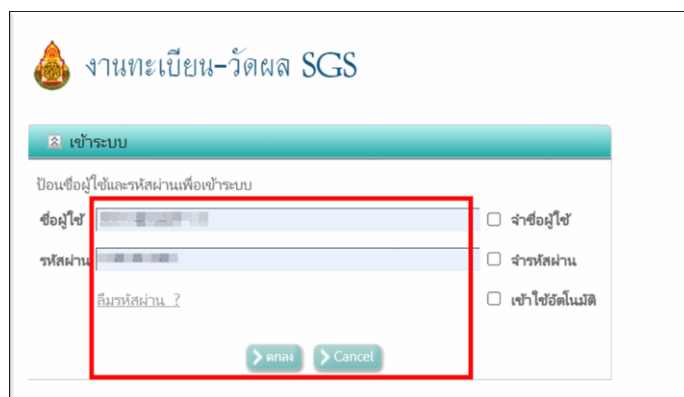 งานทะเบียน-วัดผล SGS
เข้าระบบ
ป้อนชื่อผู้ใช้และรหัสผ่านเพื่อเข้าระบบ
ชื่อผู้ใช้ จำชื่อผู้ใช้
รหัสผ่าน จำรหัสผ่าน
ลืมรหัสผ่าน ? เข้าใช้อัตโนมัติ
ตกลง Cancel